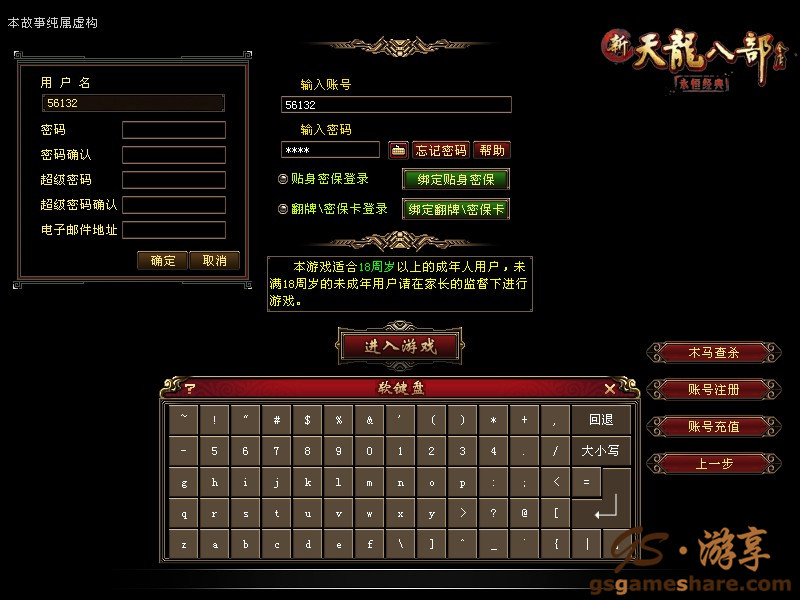 本故事纯属虚构
新天龍八部
永恒经典
用 户 名
56132
密码
密码确认
超级密码
超级密码确认
电子邮件地址
确定 取消
输入账号
56132
输入密码
**** 忘记密码 帮助
贴身密保登录 绑定贴身密保
翻牌\密保卡登录 绑定翻牌\密保卡
本游戏适合18周岁以上的成年人用户，未
满18周岁的未成年用户请在家长的监督下进行
游戏。
进入游戏
木马查杀
账号注册
账号充值
上一步
? 软键盘 X
~ ! " # $ % & ' ( ) * + , 回退
- 5 6 7 8 9 0 1 2 3 4 . / 大小写
g h i j k l m n o p : ; < =
q r s t u v w x y > ? @ [
z a b c d e f \ ] ^ _ ` { |
GS·游享
gsgameshare.com